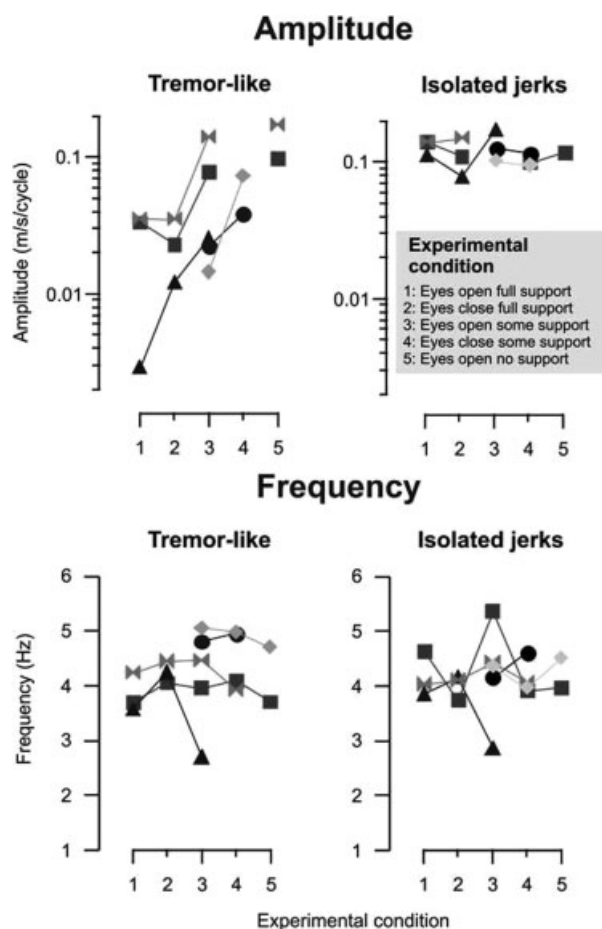 Amplitude
Tremor-like
Isolated jerks
Amplitude (m/s/cycle)
0.1
0.01
0.1
0.01
Experimental
condition
1: Eyes open full support
2: Eyes close full support
3: Eyes open some support
4: Eyes close some support
5: Eyes open no support
1 2 3 4 5
1 2 3 4 5
Frequency
Tremor-like
Isolated jerks
Frequency (Hz)
6
5
4
3
2
1
6
5
4
3
2
1
1 2 3 4 5
1 2 3 4 5
Experimental condition